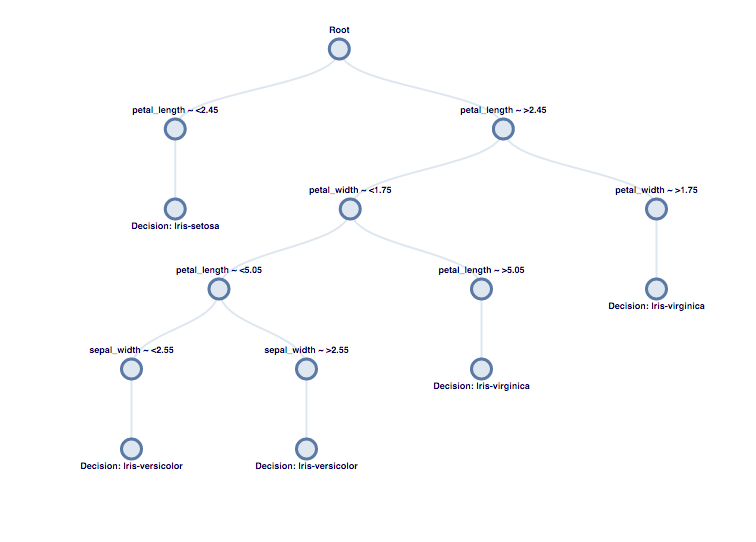 Root
petal_length ~ <2.45
petal_length ~ >2.45
petal_width ~ <1.75
petal_width ~ >1.75
Decision: Iris-setosa
petal_length ~ <5.05
petal_length ~ >5.05
Decision: Iris-virginica
sepal_width ~ <2.55
sepal_width ~ >2.55
Decision: Iris-virginica
Decision: Iris-versicolor
Decision: Iris-versicolor